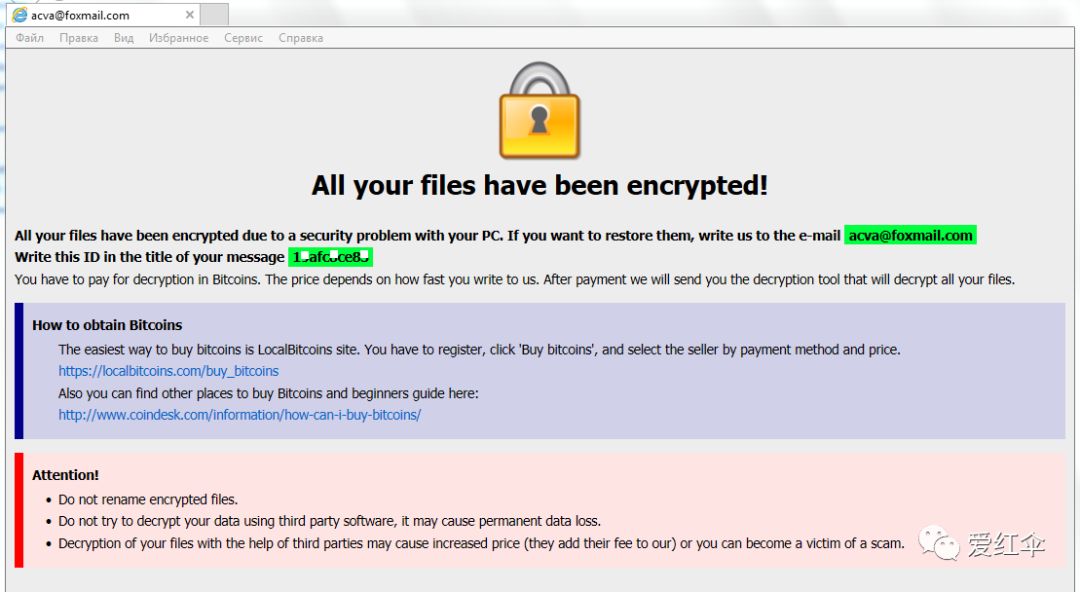 acva@foxmail.com
Файл Правка Вид Избранное Сервис Справка
All your files have been encrypted!
All your files have been encrypted due to a security problem with your PC. If you want to restore them, write us to the e-mail acva@foxmail.com
Write this ID in the title of your message
You have to pay for decryption in Bitcoins. The price depends on how fast you write to us. After payment we will send you the decryption tool that will decrypt all your files.
How to obtain Bitcoins
The easiest way to buy bitcoins is LocalBitcoins site. You have to register, click 'Buy bitcoins', and select the seller by payment method and price.
https://localbitcoins.com/buy_bitcoins
Also you can find other places to buy Bitcoins and beginners guide here:
http://www.coindesk.com/information/how-can-i-buy-bitcoins/
Attention!
• Do not rename encrypted files.
• Do not try to decrypt your data using third party software, it may cause permanent data loss.
• Decryption of your files with the help of third parties may cause increased price (they add their fee to our) or you can become a victim of a scam.
爱红伞